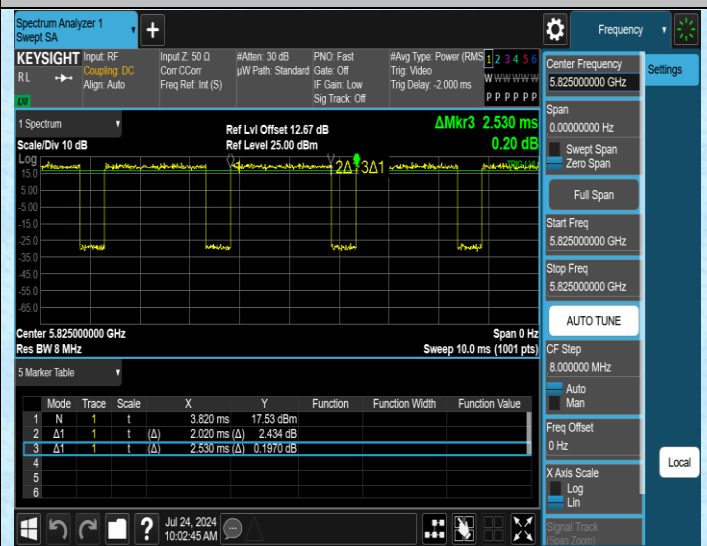 Spectrum Analyzer 1
Swept SA
Frequency
KEYSIGHT Input: RF Input Z: 50 Ω #Atten: 30 dB PNO: Fast #Avg Type: Power (RMS 1 2 3 4 5 6
RL Coupling: DC Corr CCorr µW Path: Standard Gate: Off Trig: Video W W W W W W
Align: Auto Freq Ref: Int (S) IF Gain: Low Trig Delay: -2.000 ms
Sig Track: Off P P P P P P
LXI
1 Spectrum
Scale/Div 10 dB
Ref Lvl Offset 12.67 dB
Ref Level 25.00 dBm
ΔMkr3 2.530 ms
0.20 dB
Log
15.0
5.00
-5.00
-15.0
-25.0
-35.0
-45.0
-55.0
-65.0
2Δ1 3Δ1
Center 5.825000000 GHz Span 0 Hz
Res BW 8 MHz Sweep 10.0 ms (1001 pts)
5 Marker Table
Mode Trace Scale X Y Function Function Width Function Value
1 N 1 t 3.820 ms 17.53 dBm
2 Δ1 1 t (Δ) 2.020 ms (Δ) 2.434 dB
3 Δ1 1 t (Δ) 2.530 ms (Δ) 0.1970 dB
4
5
6
Jul 24, 2024
10:02:45 AM
Center Frequency
5.825000000 GHz
Settings
Span
0.00000000 Hz
Swept Span
Zero Span
Full Span
Start Freq
5.825000000 GHz
Stop Freq
5.825000000 GHz
AUTO TUNE
CF Step
8.000000 MHz
Auto
Man
Freq Offset
0 Hz
Local
X Axis Scale
Log
Lin
Signal Track
(Span Zoom)